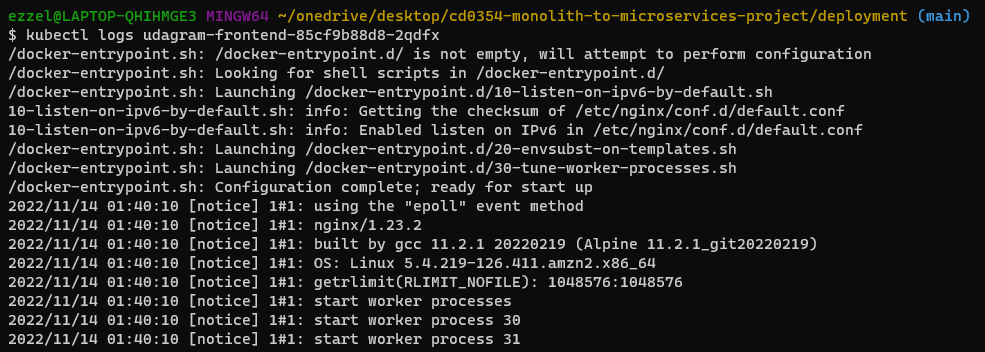 ezzel@LAPTOP-QHIHMGE3 MINGW64 ~/onedrive/desktop/cd0354-monolith-to-microservices-project/deployment (main)
$ kubectl logs udagram-frontend-85cf9b88d8-2qdfx
/docker-entrypoint.sh: /docker-entrypoint.d/ is not empty, will attempt to perform configuration
/docker-entrypoint.sh: Looking for shell scripts in /docker-entrypoint.d/
/docker-entrypoint.sh: Launching /docker-entrypoint.d/10-listen-on-ipv6-by-default.sh
10-listen-on-ipv6-by-default.sh: info: Getting the checksum of /etc/nginx/conf.d/default.conf
10-listen-on-ipv6-by-default.sh: info: Enabled listen on IPv6 in /etc/nginx/conf.d/default.conf
/docker-entrypoint.sh: Launching /docker-entrypoint.d/20-envsubst-on-templates.sh
/docker-entrypoint.sh: Launching /docker-entrypoint.d/30-tune-worker-processes.sh
/docker-entrypoint.sh: Configuration complete; ready for start up
2022/11/14 01:40:10 [notice] 1#1: using the "epoll" event method
2022/11/14 01:40:10 [notice] 1#1: nginx/1.23.2
2022/11/14 01:40:10 [notice] 1#1: built by gcc 11.2.1 20220219 (Alpine 11.2.1_git20220219)
2022/11/14 01:40:10 [notice] 1#1: OS: Linux 5.4.219-126.411.amzn2.x86_64
2022/11/14 01:40:10 [notice] 1#1: getrlimit(RLIMIT_NOFILE): 1048576:1048576
2022/11/14 01:40:10 [notice] 1#1: start worker processes
2022/11/14 01:40:10 [notice] 1#1: start worker process 30
2022/11/14 01:40:10 [notice] 1#1: start worker process 31